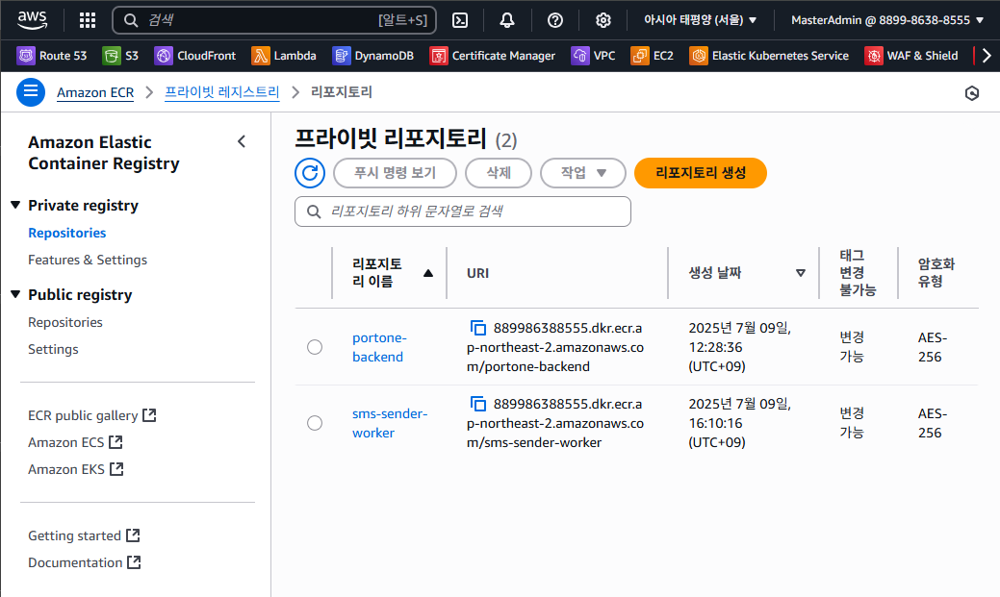 aws
검색 [알트+S]
아시아 태평양 (서울) ▼
MasterAdmin @ 8899-8638-8555 ▼
Route 53 S3 CloudFront Lambda DynamoDB Certificate Manager VPC EC2 Elastic Kubernetes Service WAF & Shield
Amazon ECR > 프라이빗 레지스트리 > 리포지토리
Amazon Elastic
Container Registry
Private registry
Repositories
Features & Settings
Public registry
Repositories
Settings
ECR public gallery
Amazon ECS
Amazon EKS
Getting started
Documentation
프라이빗 리포지토리 (2)
푸시 명령 보기 삭제 작업 ▼ 리포지토리 생성
리포지토리 하위 문자열로 검색
리포지토
리 이름
URI
생성 날짜
태그
변경
불가능
암호화
유형
portone-
backend
889986388555.dkr.ecr.a
p-northeast-2.amazonaws.co
m/portone-backend
2025년 7월 09일,
12:28:36
(UTC+09)
변경
가능
AES-
256
sms-sender-
worker
889986388555.dkr.ecr.a
p-northeast-2.amazonaws.co
m/sms-sender-worker
2025년 7월 09일,
16:10:16
(UTC+09)
변경
가능
AES-
256